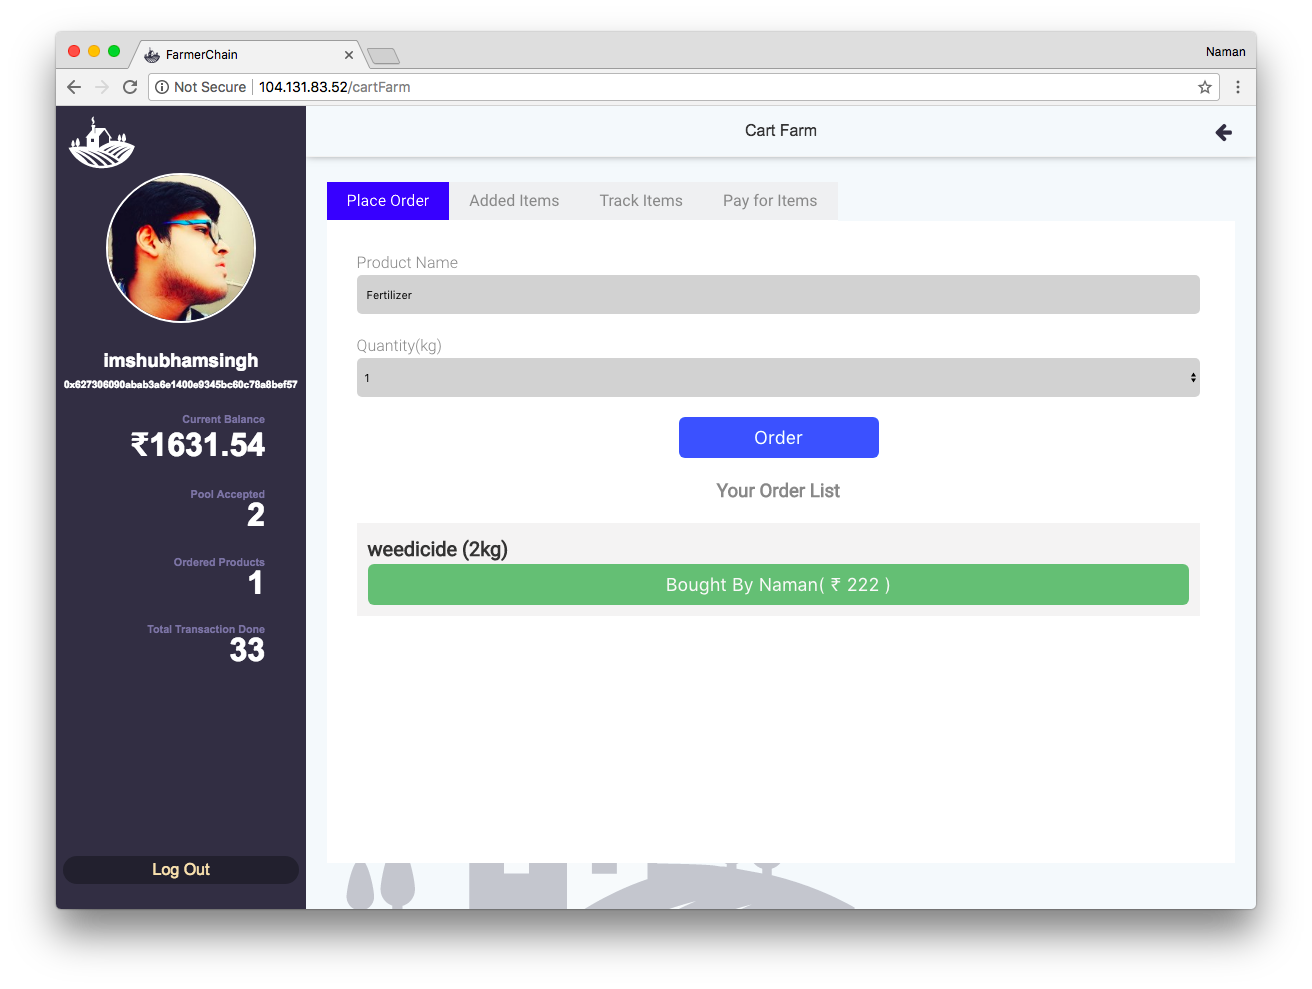 FarmerChain
Naman
Not Secure
104.131.83.52/cartFarm
Cart Farm
imshubhamsingh
0x627306090abab3a6e1400e9345bc60c78a8bef57
Current Balance
₹1631.54
Pool Accepted
2
Ordered Products
1
Total Transaction Done
33
Log Out
Place Order
Added Items
Track Items
Pay for Items
Product Name
Fertilizer
Quantity(kg)
1
Order
Your Order List
weedicide (2kg)
Bought By Naman( ₹ 222 )